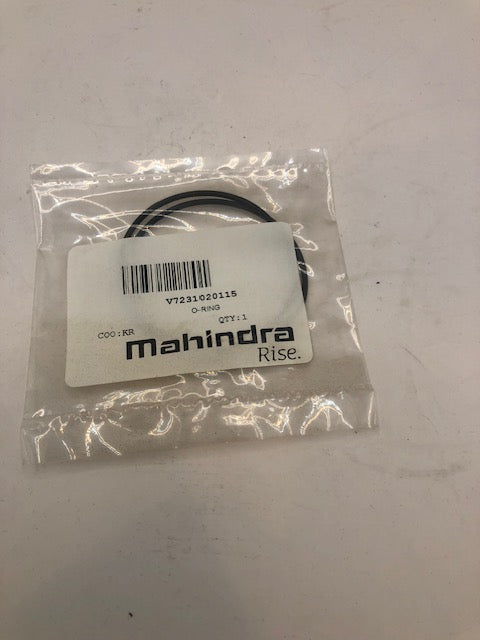 V7231020115
O-RING
COO:KR QTY:1
Mahindra
Rise.